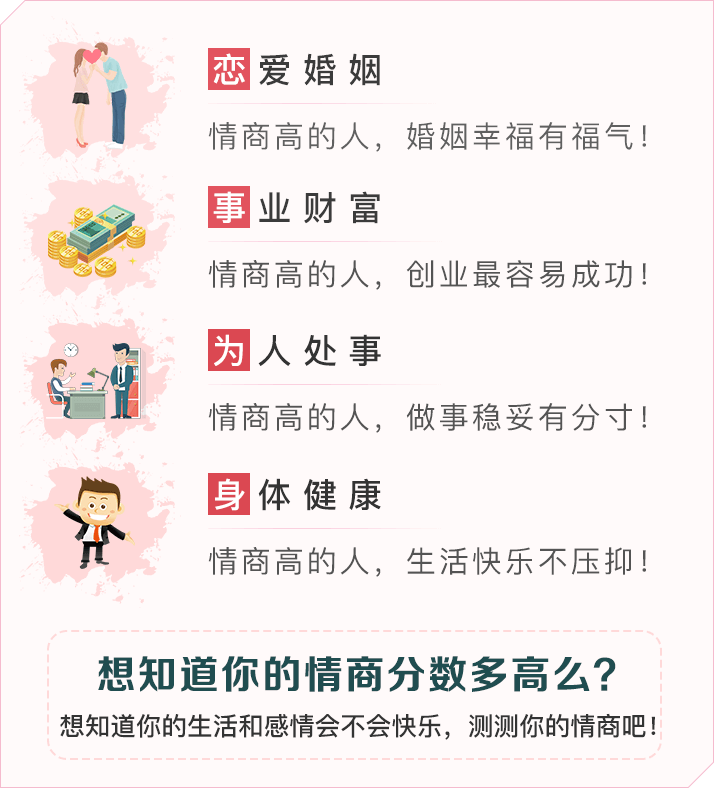 恋爱婚姻
情商高的人，婚姻幸福有福气！
事业财富
情商高的人，创业最容易成功！
为人处事
情商高的人，做事稳妥有分寸！
身体健康
情商高的人，生活快乐不压抑！
想知道你的情商分数多高么？
想知道你的生活和感情会不会快乐，测测你的情商吧！